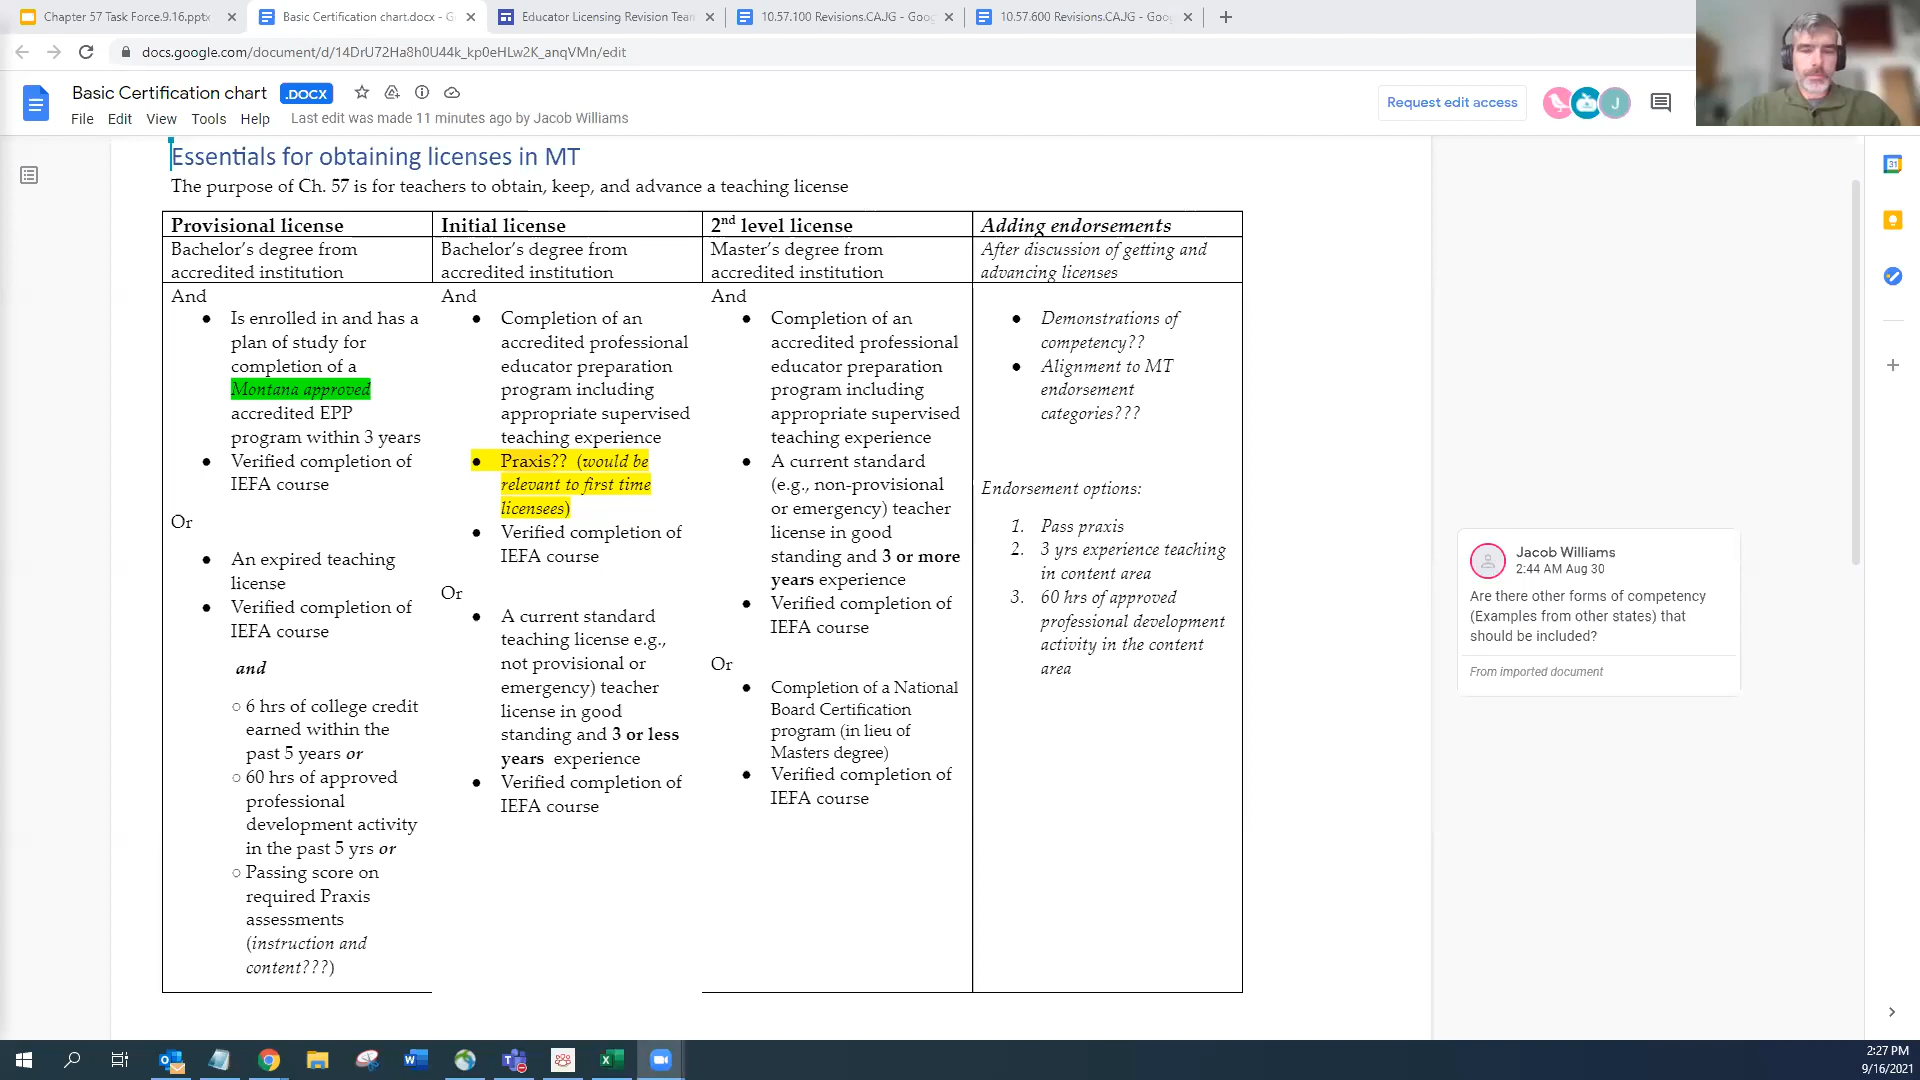 Chapter 57 Task Force.9.16.pptx
Basic Certification chart.docx - G
Educator Licensing Revision Tean
10.57.100 Revisions.CA.JG - Goog
10.57.600 Revisions.CA.JG - Goog
docs.google.com/document/d/14DrU72Ha8h0U44k_kp0eHLw2K_anqVMn/edit
Basic Certification chart
.DOCX
File Edit View Tools Help Last edit was made 11 minutes ago by Jacob Williams
Request edit access
J
Essentials for obtaining licenses in MT
The purpose of Ch. 57 is for teachers to obtain, keep, and advance a teaching license
Provisional license
Bachelor's degree from
accredited institution
And
● Is enrolled in and has a
plan of study for
completion of a
Montana approved
accredited EPP
program within 3 years
● Verified completion of
IEFA course
Or
● An expired teaching
license
● Verified completion of
IEFA course
and
○ 6 hrs of college credit
earned within the
past 5 years or
○ 60 hrs of approved
professional
development activity
in the past 5 yrs or
○ Passing score on
required Praxis
assessments
(instruction and
content???)
Initial license
Bachelor's degree from
accredited institution
And
● Completion of an
accredited professional
educator preparation
program including
appropriate supervised
teaching experience
● Praxis?? (would be
relevant to first time
licensees)
● Verified completion of
IEFA course
Or
● A current standard
teaching license e.g.,
not provisional or
emergency) teacher
license in good
standing and 3 or less
years experience
● Verified completion of
IEFA course
2nd level license
Master's degree from
accredited institution
And
● Completion of an
accredited professional
educator preparation
program including
appropriate supervised
teaching experience
● A current standard
(e.g., non-provisional
or emergency) teacher
license in good
standing and 3 or more
years experience
● Verified completion of
IEFA course
Or
● Completion of a National
Board Certification
program (in lieu of
Masters degree)
● Verified completion of
IEFA course
Adding endorsements
After discussion of getting and
advancing licenses
● Demonstrations of
competency??
● Alignment to MT
endorsement
categories???
Endorsement options:
1. Pass praxis
2. 3 yrs experience teaching
in content area
3. 60 hrs of approved
professional development
activity in the content
area
Jacob Williams
2:44 AM Aug 30
Are there other forms of competency
(Examples from other states) that
should be included?
From imported document
31
2:27 PM
9/16/2021